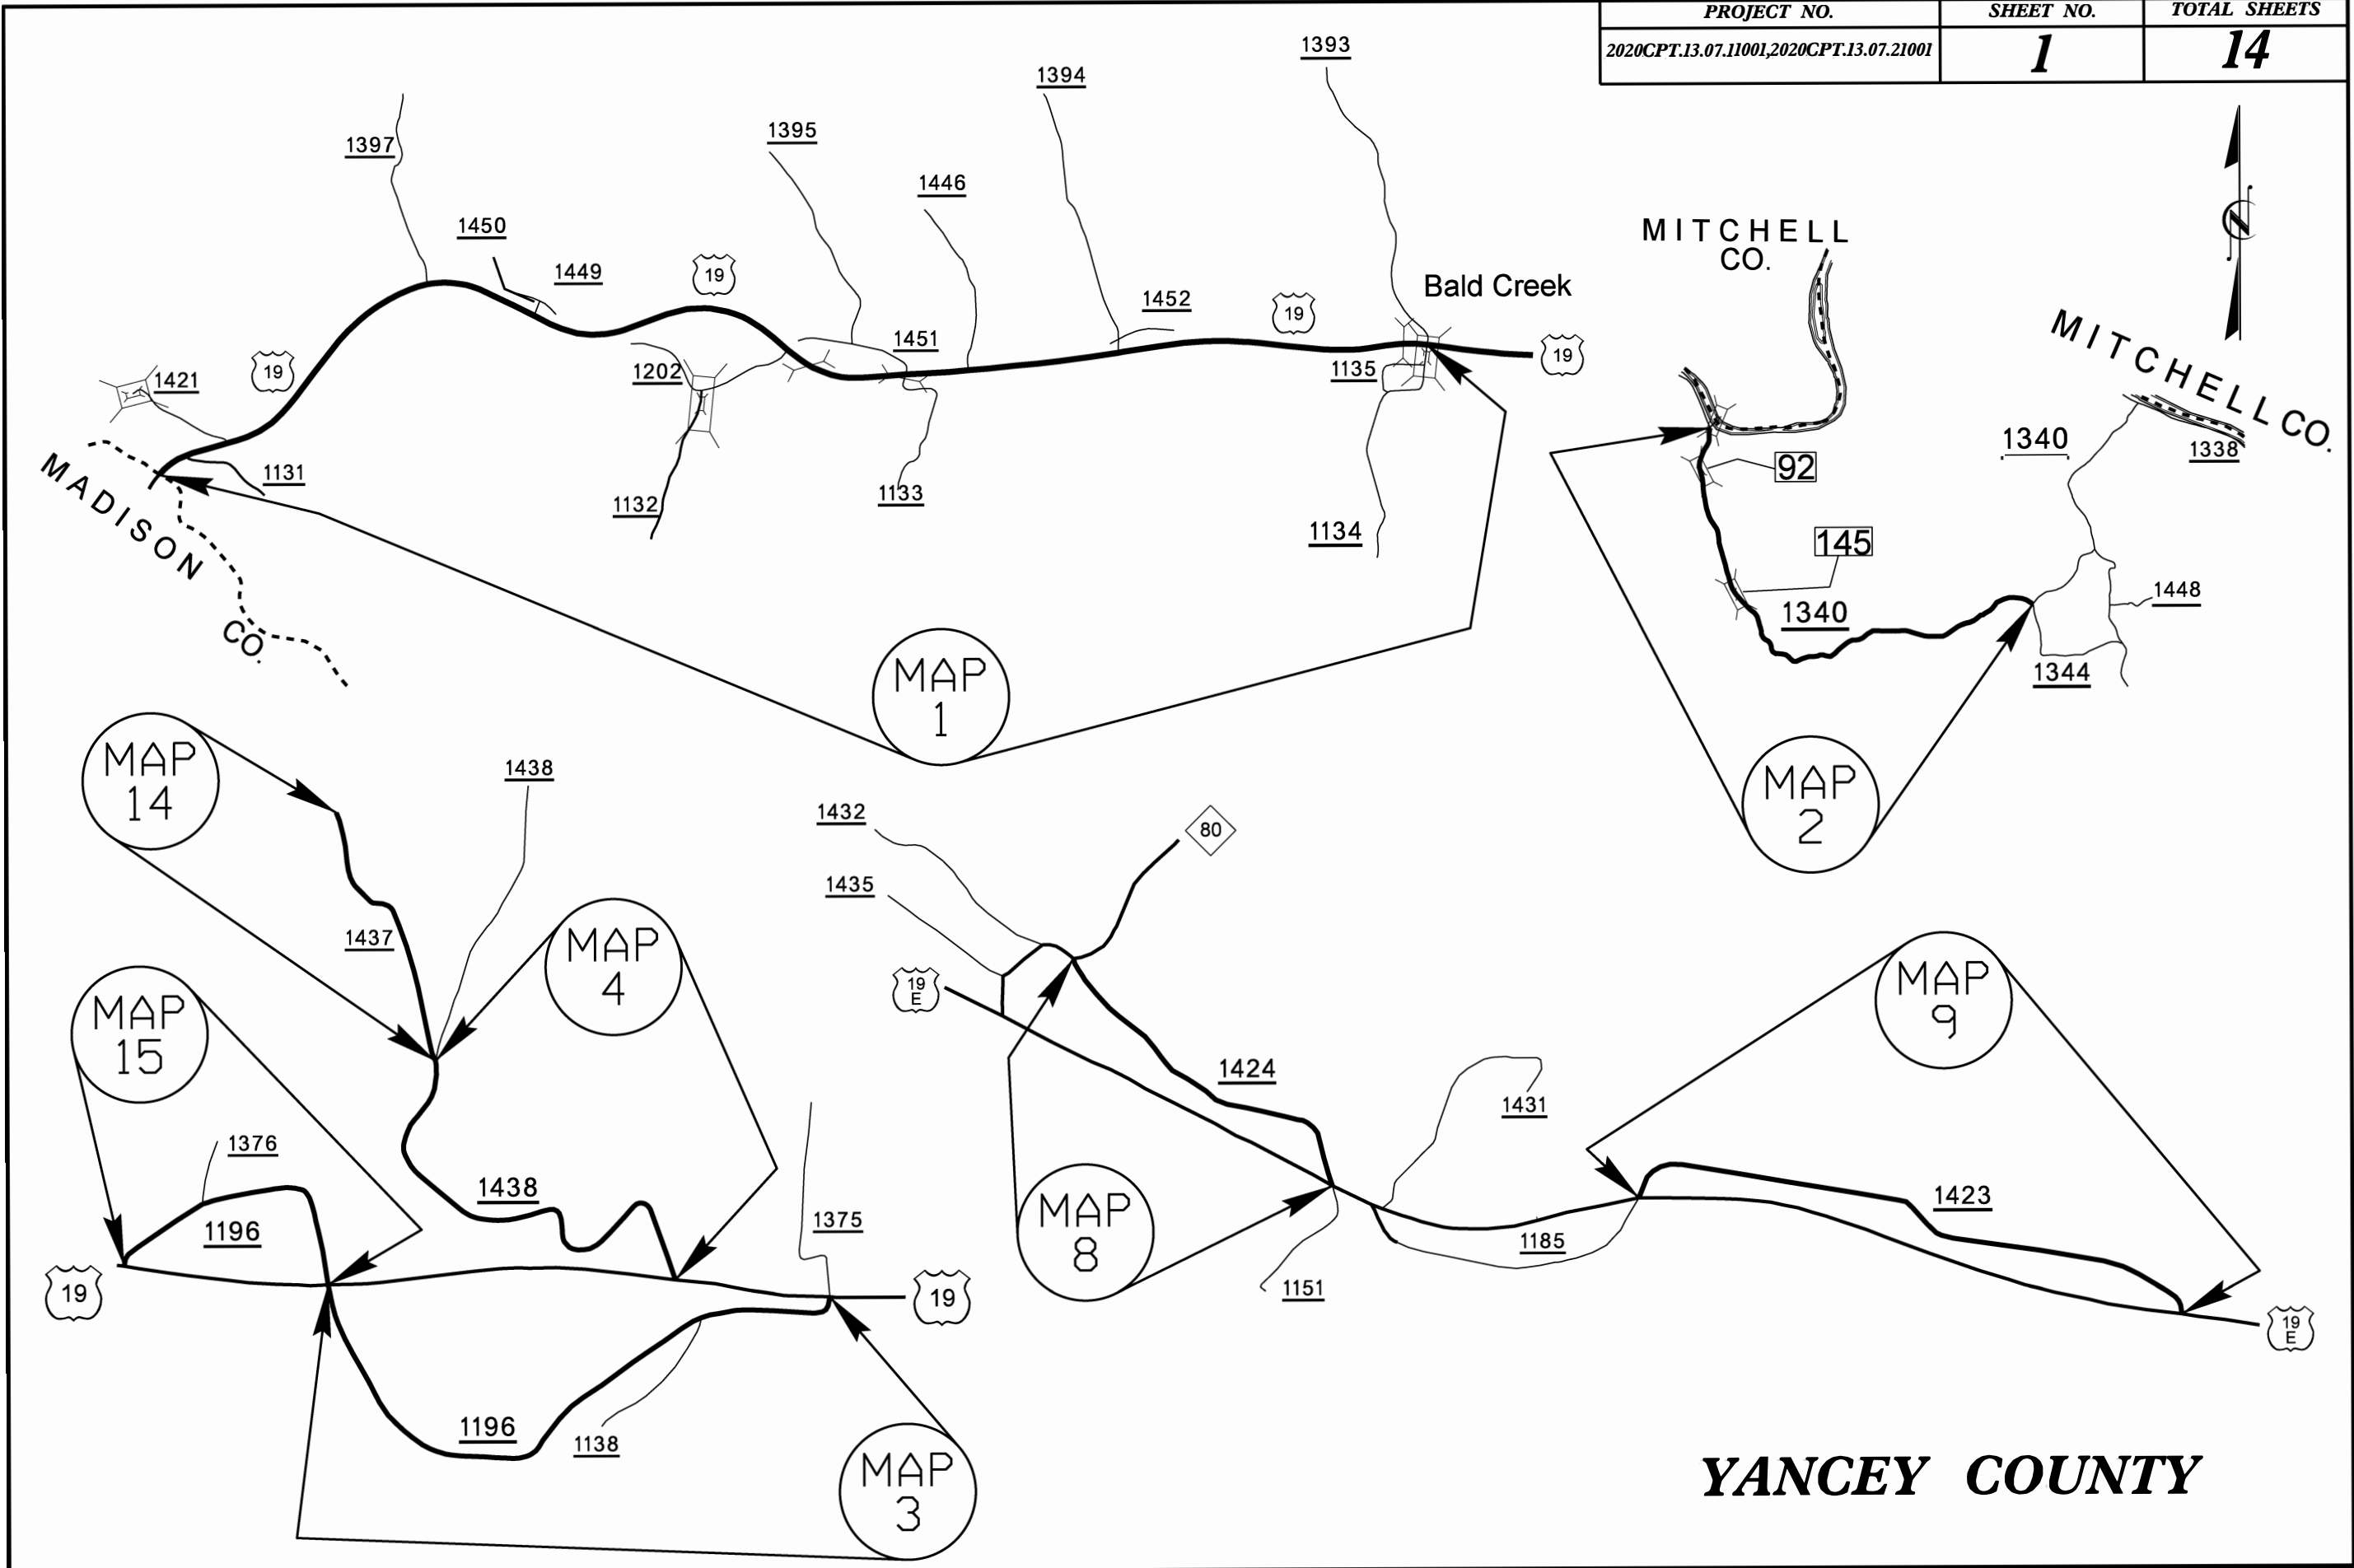 PROJECT NO. SHEET NO. TOTAL SHEETS
2020CPT.13.07.11001,2020CPT.13.07.21001 1 14
1393
1394
1395
1397
1446
1450
1449
19
1452
19
Bald Creek
1451
19
1421
19
1202
1135
1131
1132
1133
1134
MADISON
CO.
MAP
1
MITCHELL
CO.
MITCHELL CO.
1340
1338
92
145
1340
1448
1344
MAP
2
N
MAP
14
1438
1437
MAP
4
MAP
15
1376
1196
1438
1375
19
19
1196
1138
MAP
3
1432
80
1435
19
E
1424
1431
MAP
8
1185
1151
MAP
9
1423
19
E
YANCEY COUNTY